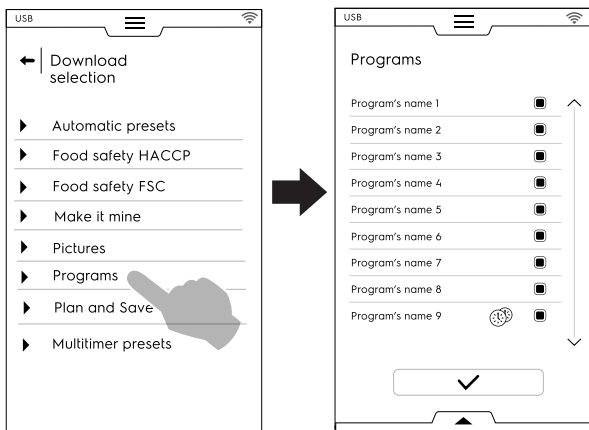 USB
Download
selection
Automatic presets
Food safety HACCP
Food safety FSC
Make it mine
Pictures
Programs
Plan and Save
Multitimer presets
USB
Programs
Program's name 1
Program's name 2
Program's name 3
Program's name 4
Program's name 5
Program's name 6
Program's name 7
Program's name 8
Program's name 9